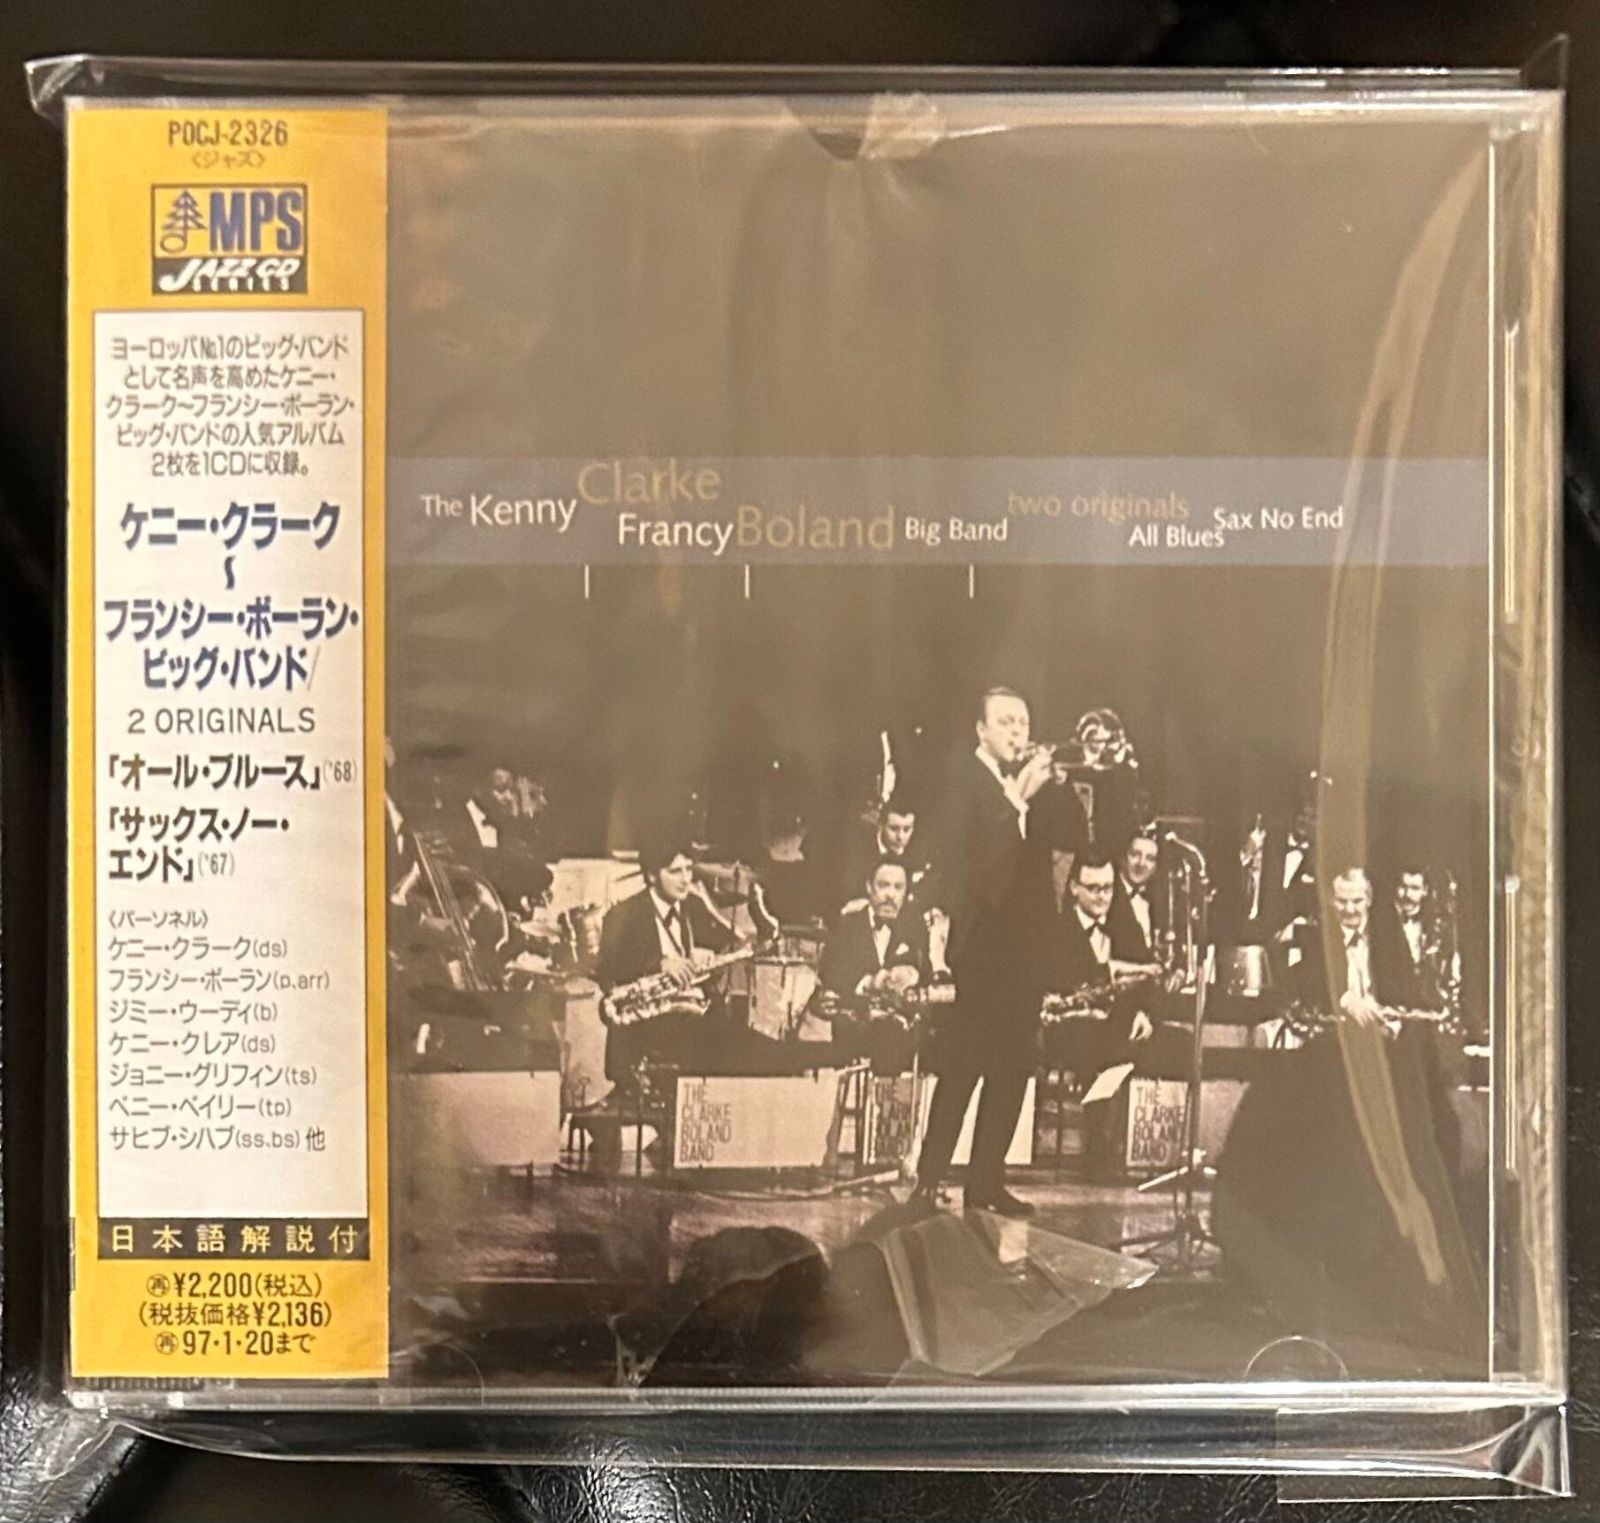 POCJ-2326
〈ジャズ〉
MPS
JAZZ CD
SERIES
ヨーロッパNo.1のビッグ・バンド
として名声を高めたケニー・
クラーク〜フランシー・ボーラン・
ビッグ・バンドの人気アルバム
2枚を1CDに収録。
ケニー・クラーク
〜
フランシー・ボーラン・
ビッグ・バンド/
2 ORIGINALS
「オール・ブルース」('68)
「サックス・ノー・
エンド」('67)
〈パーソネル〉
ケニー・クラーク(ds)
フランシー・ボーラン(p、arr)
ジミー・ウーディ(b)
ケニー・クレア(ds)
ジョニー・グリフィン(ts)
ベニー・ベイリー(tp)
サヒブ・シハブ(ss、bs) 他
日本語解説付
㊢¥2,200(税込)
(税抜価格¥2,136)
㊢97・1・20まで
The Kenny Clarke
Francy Boland Big Band
two originals
All Blues
Sax No End
THE
CLARKE
BOLAND
BAND
THE
CLARKE
BOLAND
BAND
THE
CLARKE
BOLAND
BAND